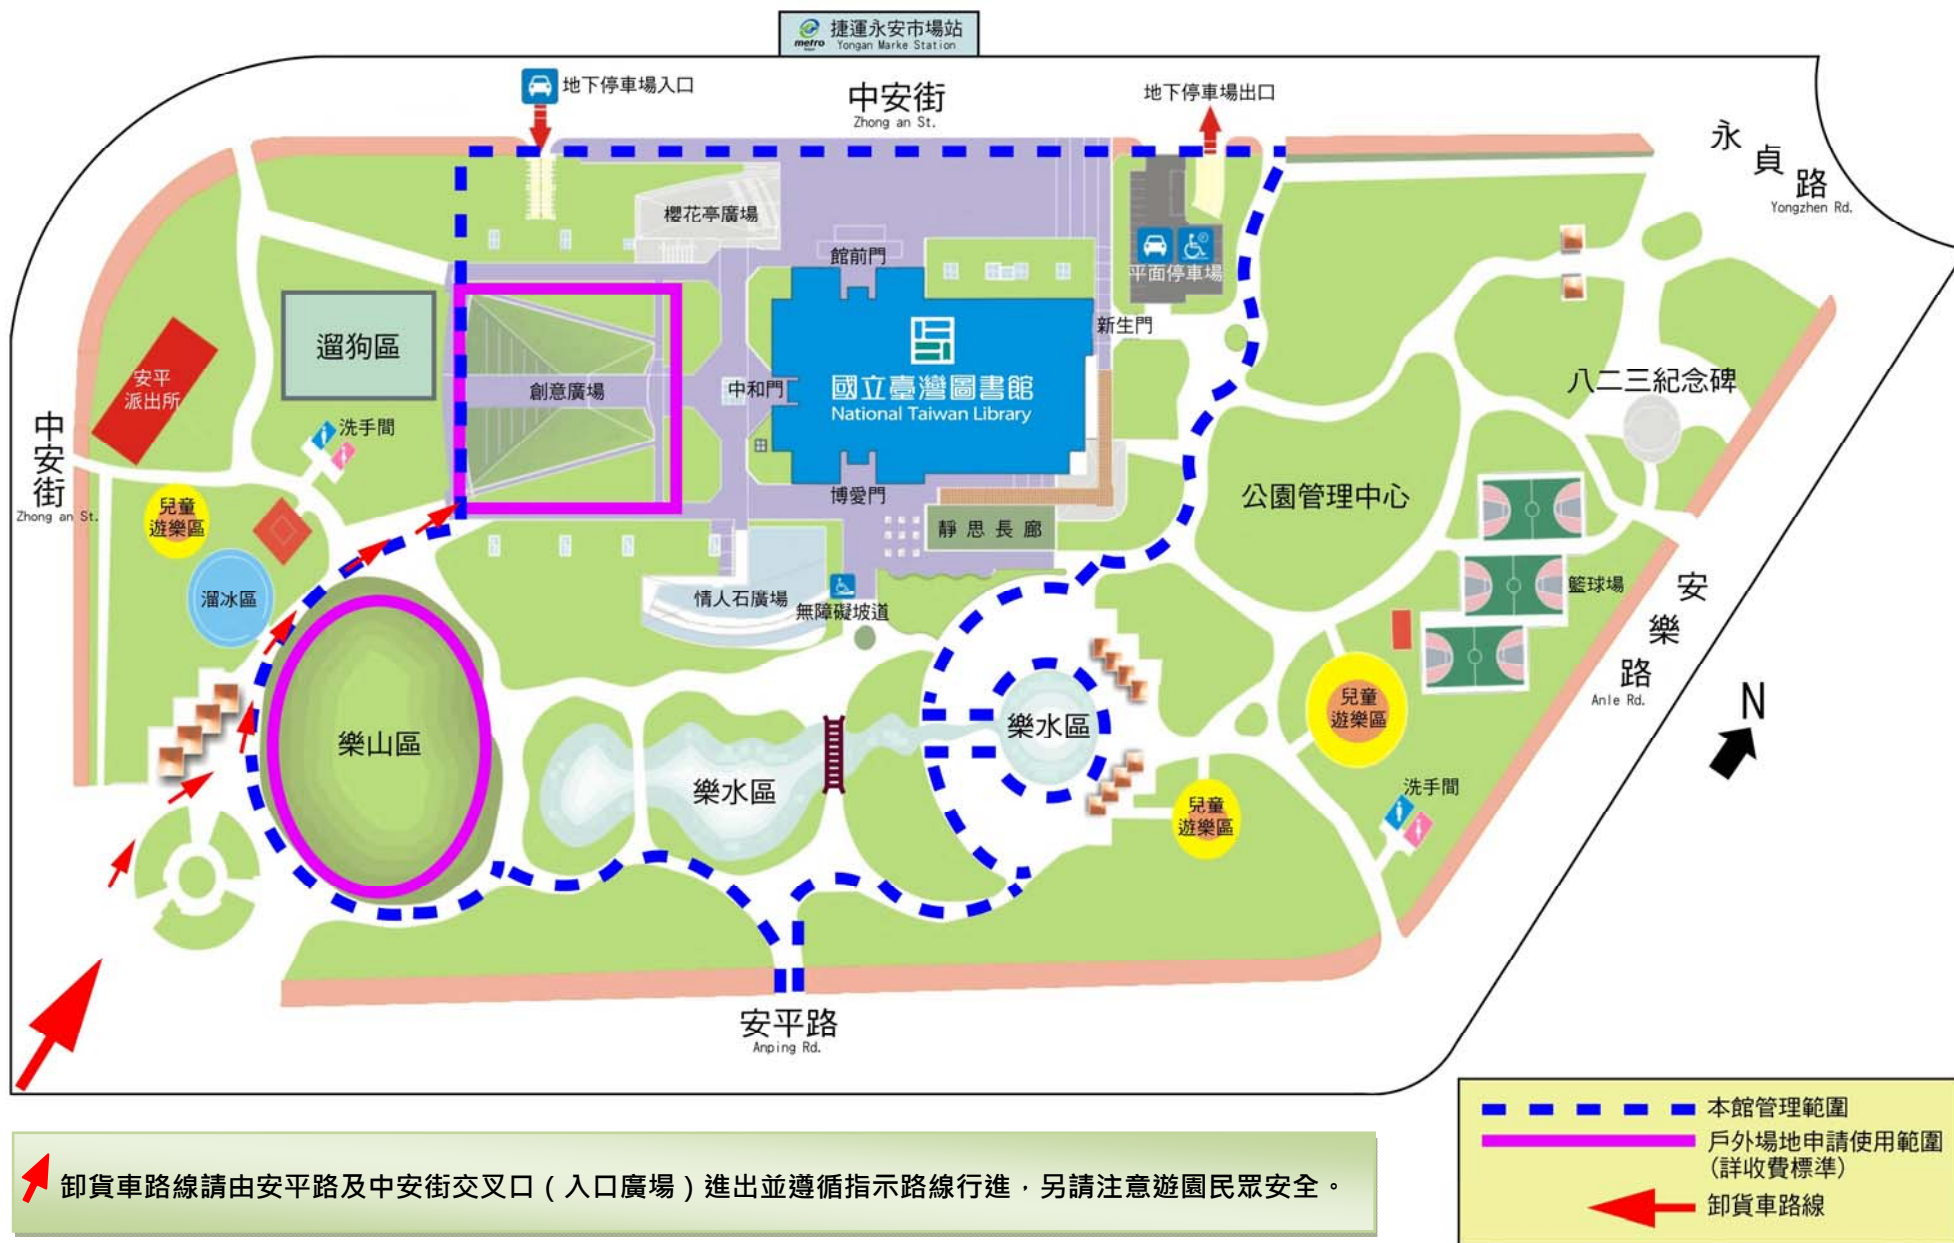 metro
捷運永安市場站
Yongan Marke Station
地下停車場入口
中安街
Zhong an St.
地下停車場出口
永貞路
Yongzhen Rd.
櫻花亭廣場
館前門
平面停車場
新生門
遛狗區
安平
派出所
創意廣場
中和門
國立臺灣圖書館
National Taiwan Library
八二三紀念碑
洗手間
中安街
Zhong an St.
兒童
遊樂區
博愛門
靜思長廊
公園管理中心
溜冰區
情人石廣場
無障礙坡道
籃球場
安樂路
Anle Rd.
N
樂山區
樂水區
樂水區
兒童
遊樂區
洗手間
兒童
遊樂區
安平路
Anping Rd.
本館管理範圍
戶外場地申請使用範圍
(詳收費標準)
卸貨車路線
卸貨車路線請由安平路及中安街交叉口(入口廣場)進出並遵循指示路線行進,另請注意遊園民眾安全。